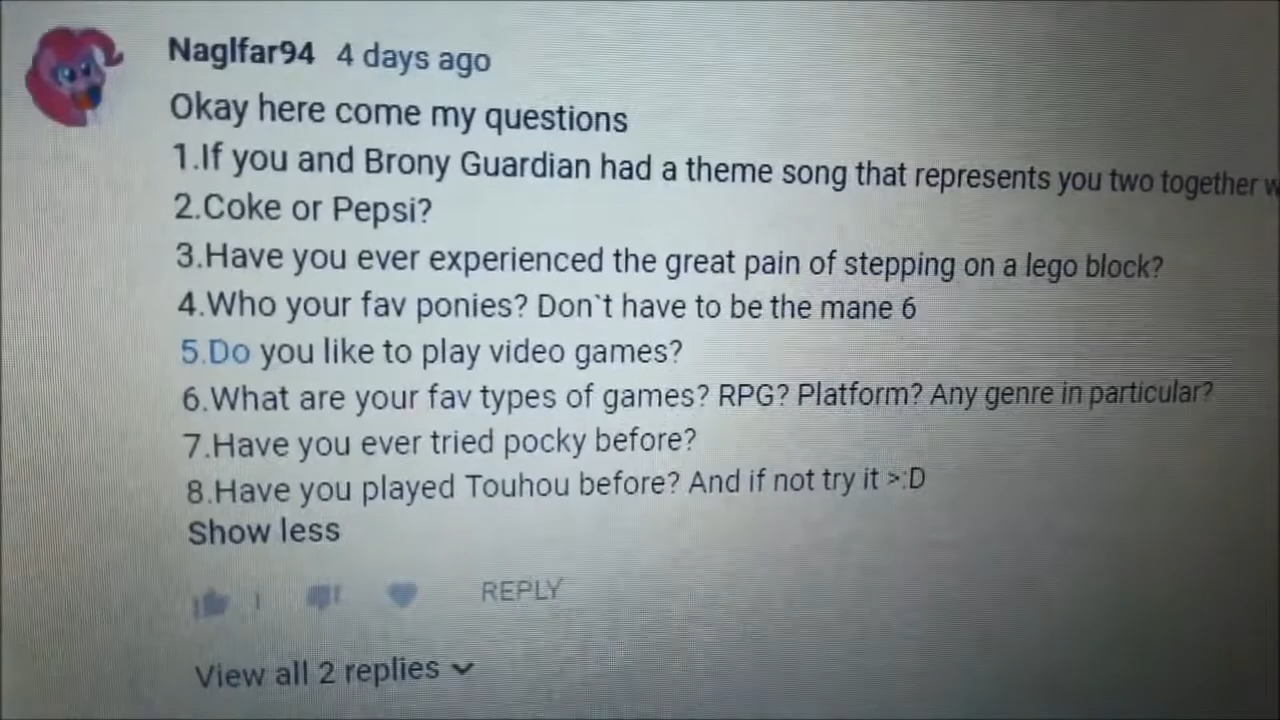 Naglfar94 4 days ago
Okay here come my questions
1.If you and Brony Guardian had a theme song that represents you two together
2.Coke or Pepsi?
3.Have you ever experienced the great pain of stepping on a lego block?
4.Who your fav ponies? Don`t have to be the mane 6
5.Do you like to play video games?
6.What are your fav types of games? RPG? Platform? Any genre in particular?
7.Have you ever tried pocky before?
8.Have you played Touhou before? And if not try it >:D
Show less
1 REPLY
View all 2 replies